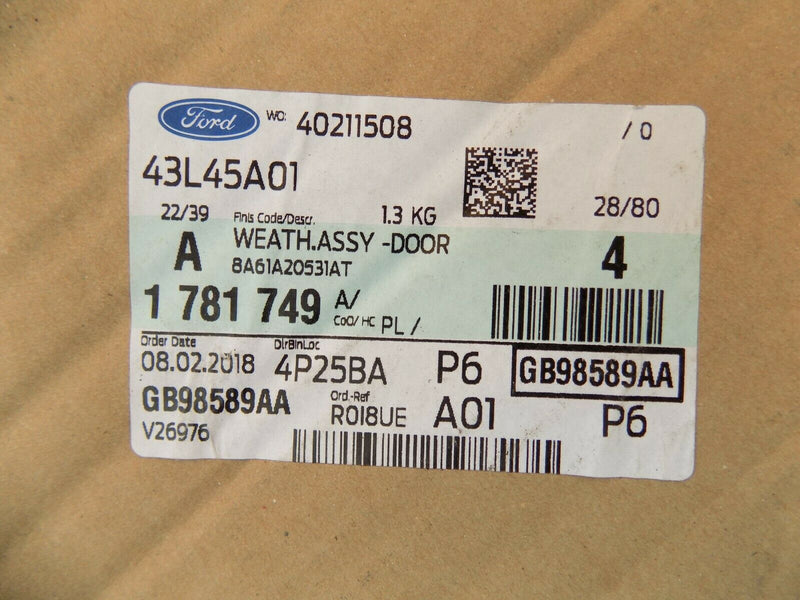 Ford WO: 40211508 / 0
43L45A01
22/39 Finis Code/Descr. 1.3 KG 28/80
A WEATH.ASSY -DOOR 4
8A61A20531AT
1 781 749 A/ CoO/ HC PL /
Order Date DlrBinLoc
08.02.2018 4P25BA P6 GB98589AA
GB98589AA Ord.-Ref R018UE A01 P6
V26976